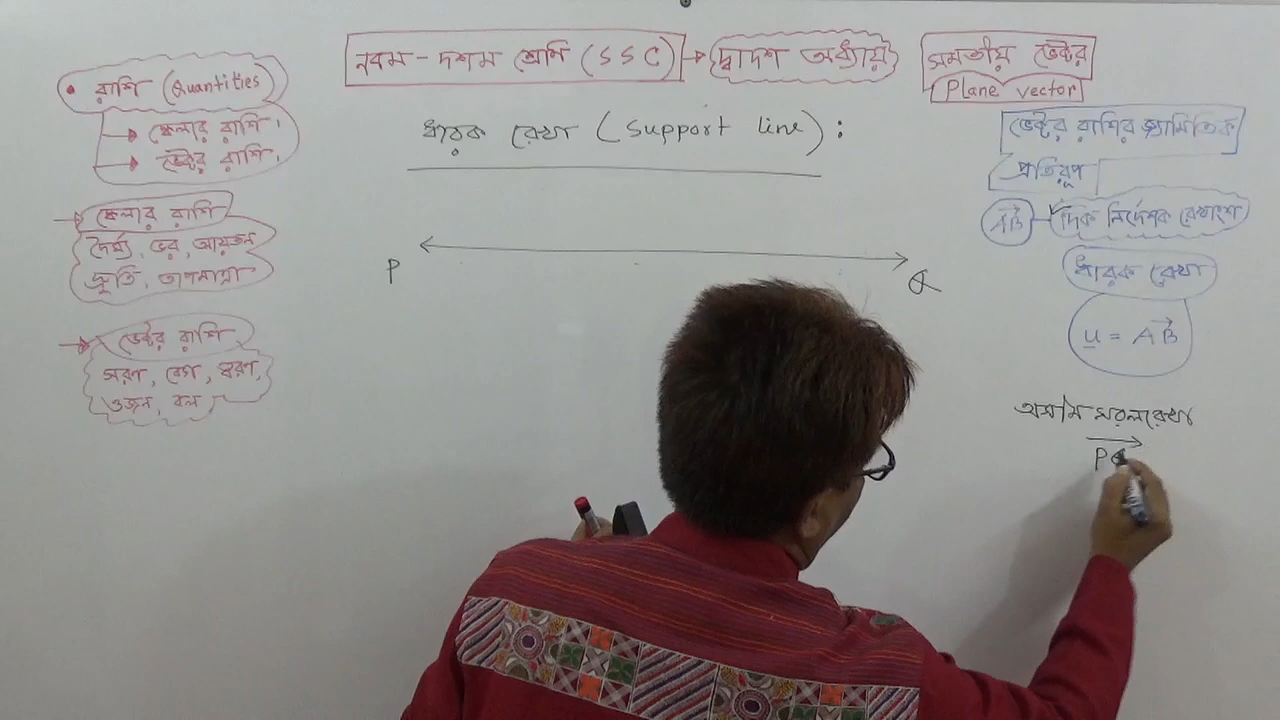 নবম - দশম শ্রেণি (SSC) → দ্বাদশ অধ্যায়
সমতলীয় ভেক্টর
Plane vector
• রাশি (Quantities)
→ স্কেলার রাশি।
→ ভেক্টর রাশি।
→ স্কেলার রাশি
দৈর্ঘ্য, ভর, আয়তন
দ্রুতি, তাপমাত্রা
→ ভেক্টর রাশি
সরণ, বেগ, ত্বরণ,
ওজন, বল
ধারক রেখা (Support line) :
P
Q
ভেক্টর রাশির জ্যামিতিক
প্রতিরূপ
AB→ দিক নির্দেশক রেখাংশ
ধারক রেখা
u = AB→
অসীম সরলরেখা
PQ→